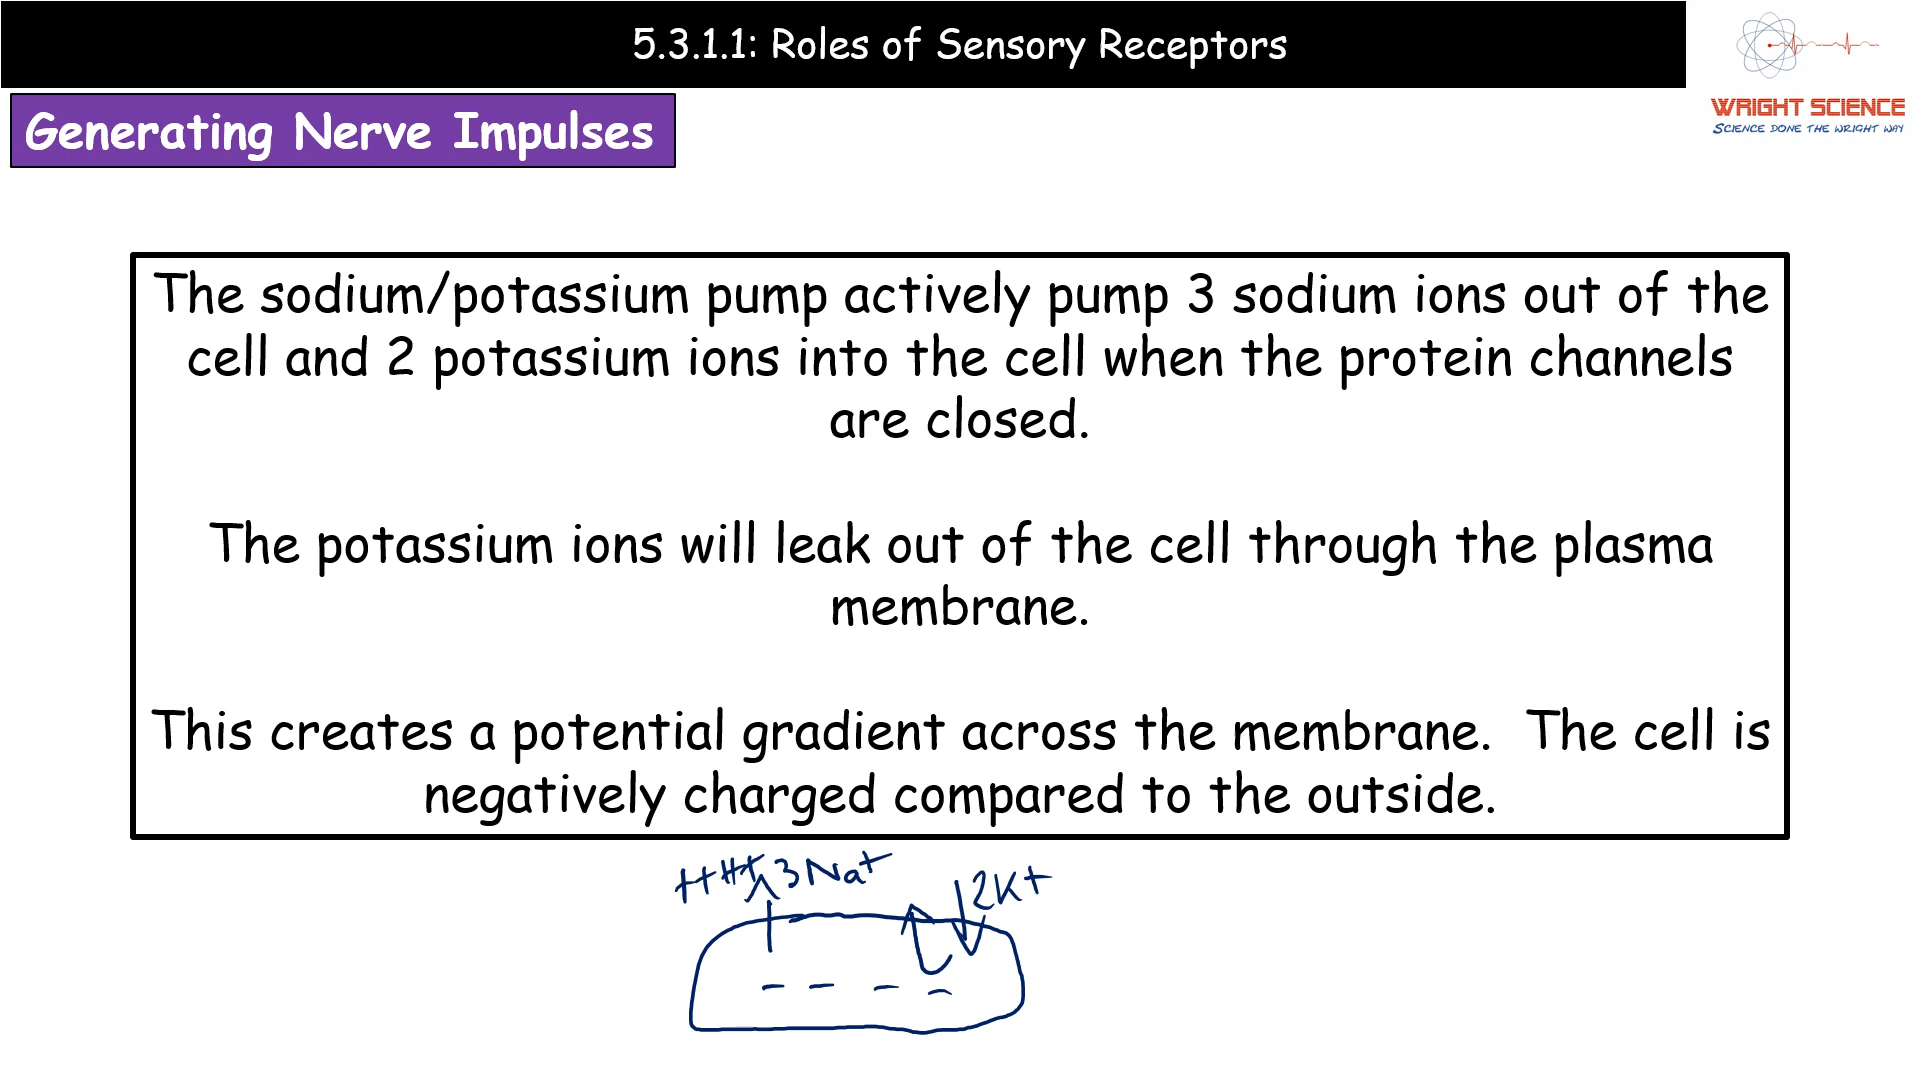 5.3.1.1: Roles of Sensory Receptors
WRIGHT SCIENCE
SCIENCE DONE THE WRIGHT WAY
Generating Nerve Impulses
The sodium/potassium pump actively pump 3 sodium ions out of the
cell and 2 potassium ions into the cell when the protein channels
are closed.
The potassium ions will leak out of the cell through the plasma
membrane.
This creates a potential gradient across the membrane.  The cell is
negatively charged compared to the outside.
++++ 3Na+ 2K+
- - - -